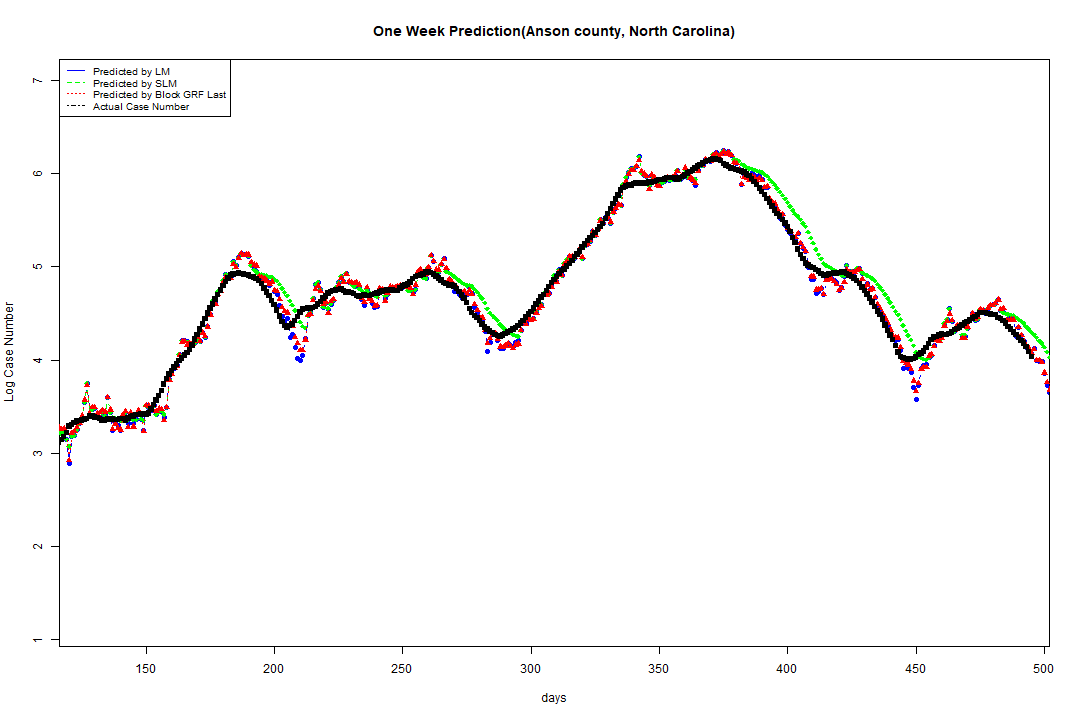 One Week Prediction(Anson county, North Carolina)
Predicted by LM
Predicted by SLM
Predicted by Block GRF Last
Actual Case Number
7
6
5
4
3
2
1
Log Case Number
150 200 250 300 350 400 450 500
days